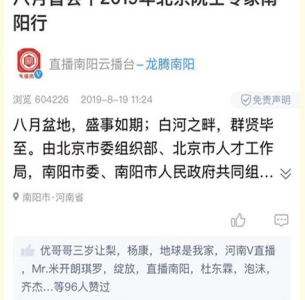 八月首会十2019年北京院士专家南
阳行
直播南阳云播台-龙腾南阳
浏览 604226 2019-8-19 11:24 免责声明
八月盆地，盛事如期；白河之畔，群贤毕
至。由北京市委组织部、北京市人才工作
局，南阳市委、南阳市人民政府共同组...
南阳市·河南省
优哥哥三岁让梨，杨康，地球是我家，河南V直播
，Mr.米开朗琪罗，绽放，直播南阳，杜东霖，泡沫，
齐杰...等96人赞过